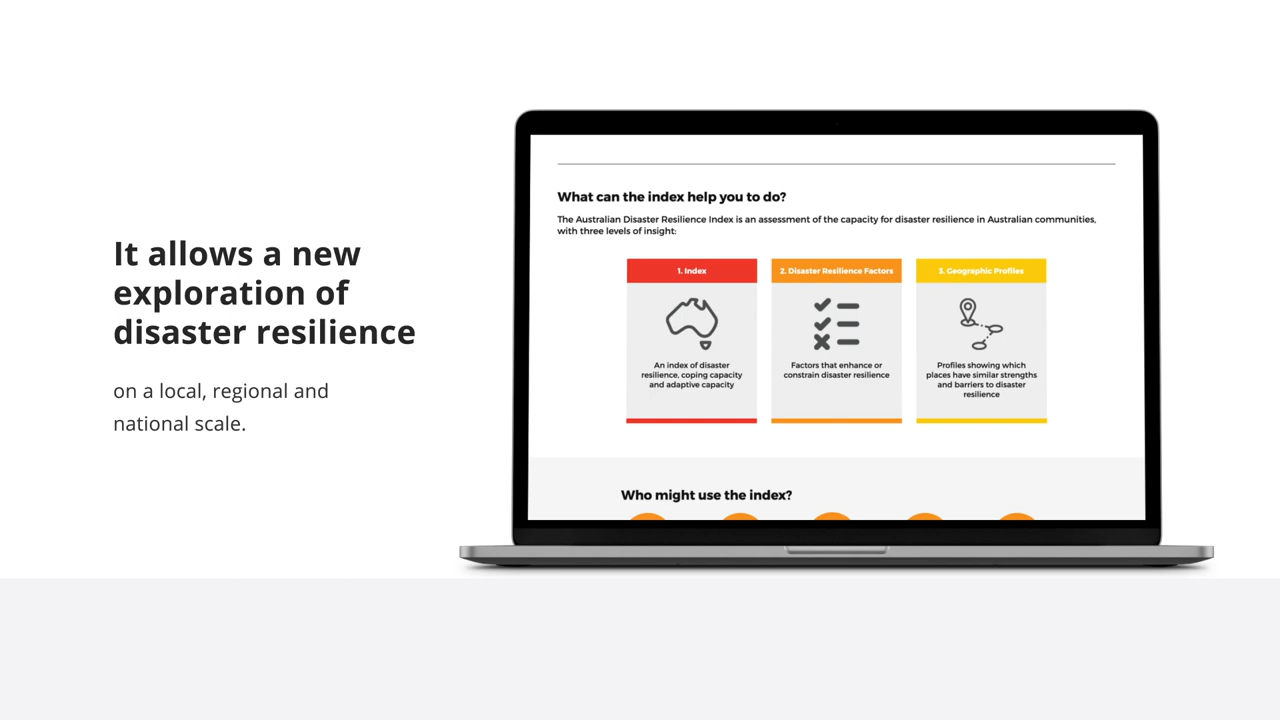 It allows a new
exploration of
disaster resilience
on a local, regional and
national scale.
What can the index help you to do?
The Australian Disaster Resilience Index is an assessment of the capacity for disaster resilience in Australian communities,
with three levels of insight:
1. Index
An index of disaster
resilience, coping capacity
and adaptive capacity
2. Disaster Resilience Factors
Factors that enhance or
constrain disaster resilience
3. Geographic Profiles
Profiles showing which
places have similar strengths
and barriers to disaster
resilience
Who might use the index?